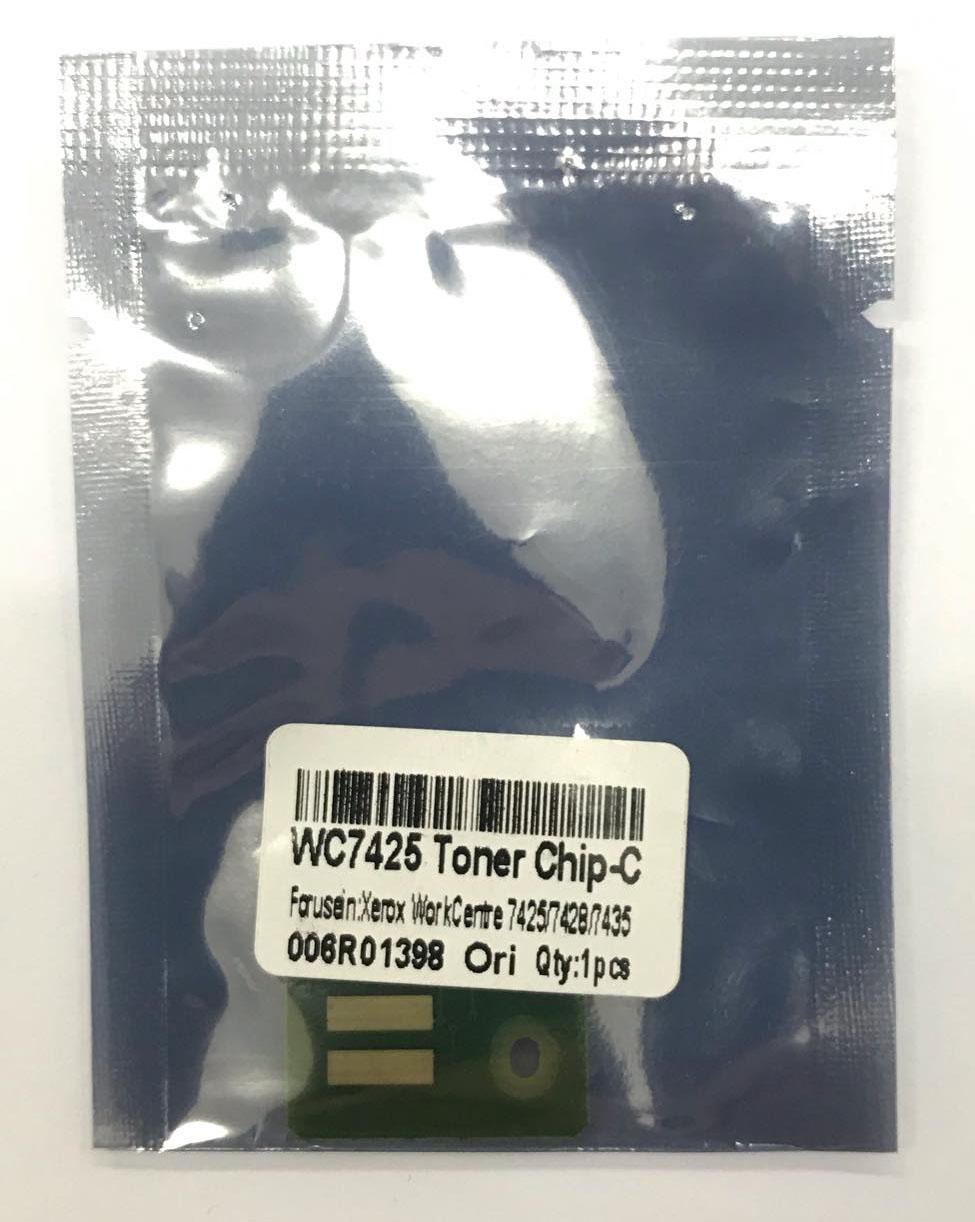 WC7425 Toner Chip-C
Forusein:Xerox WorkCentre 7425/7428/7435
006R01398 Ori Qty:1pcs